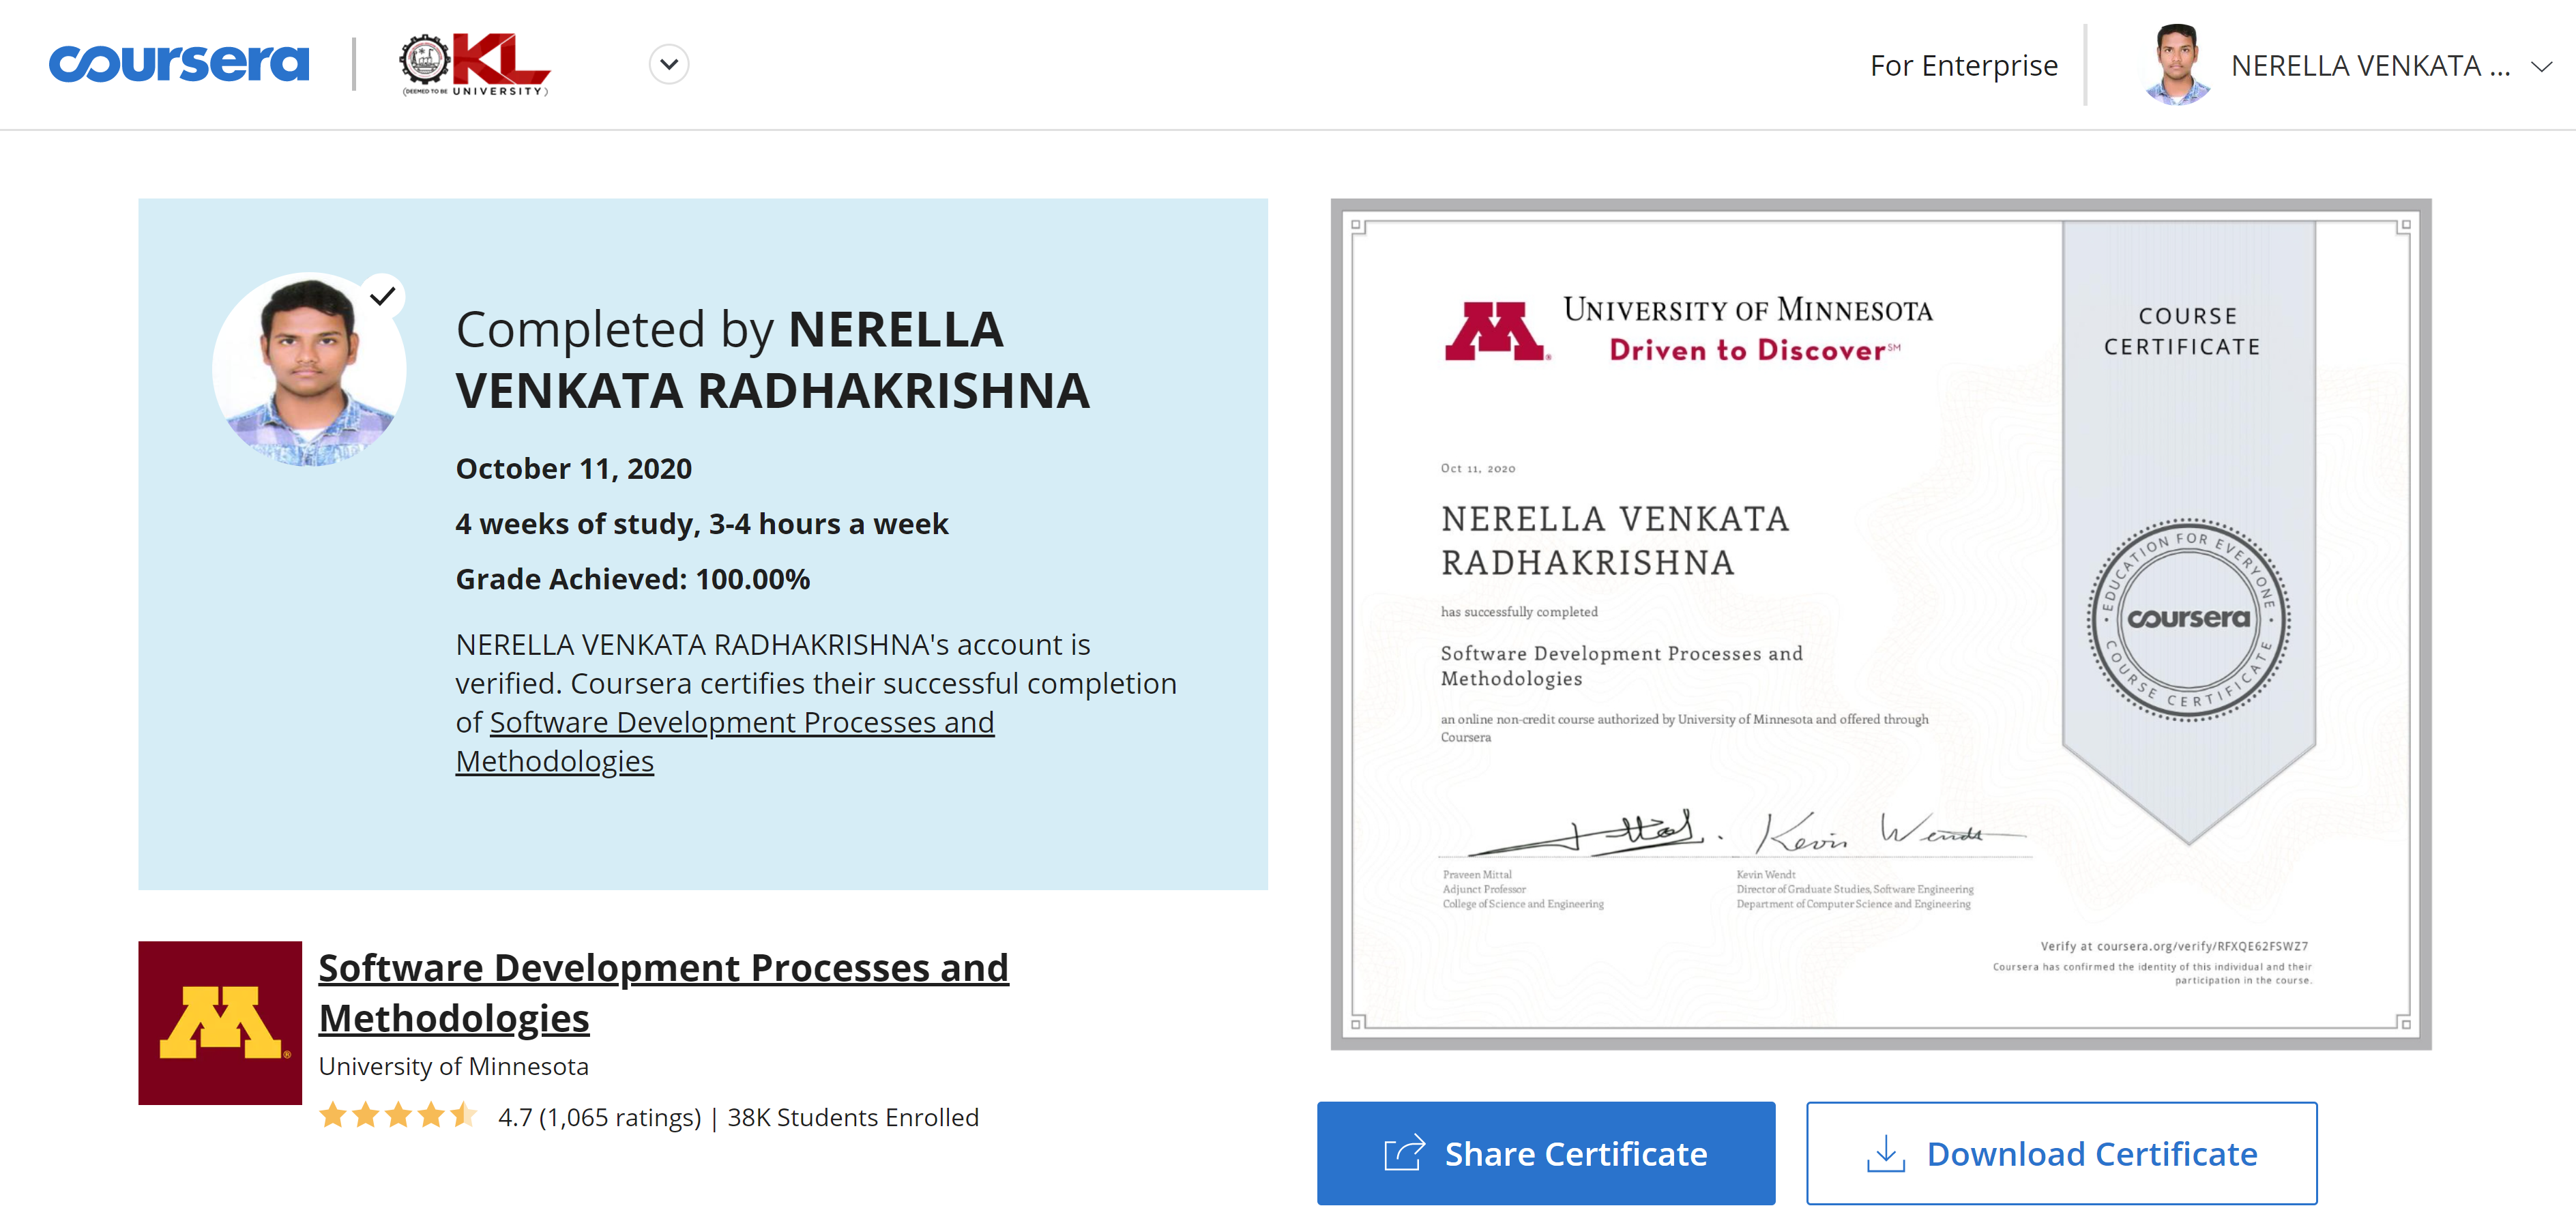 coursera
KL
(DEEMED TO BE UNIVERSITY)
For Enterprise
NERELLA VENKATA ...
Completed by NERELLA
VENKATA RADHAKRISHNA
October 11, 2020
4 weeks of study, 3-4 hours a week
Grade Achieved: 100.00%
NERELLA VENKATA RADHAKRISHNA's account is
verified. Coursera certifies their successful completion
of Software Development Processes and
Methodologies
Software Development Processes and
Methodologies
University of Minnesota
4.7 (1,065 ratings) | 38K Students Enrolled
UNIVERSITY OF MINNESOTA
Driven to Discover℠
COURSE
CERTIFICATE
Oct 11, 2020
NERELLA VENKATA
RADHAKRISHNA
has successfully completed
Software Development Processes and
Methodologies
an online non-credit course authorized by University of Minnesota and offered through
Coursera
EDUCATION FOR EVERYONE
coursera
COURSE CERTIFICATE
Kevin Wendt
Praveen Mittal
Adjunct Professor
College of Science and Engineering
Kevin Wendt
Director of Graduate Studies, Software Engineering
Department of Computer Science and Engineering
Verify at coursera.org/verify/RFXQE62FSWZ7
Coursera has confirmed the identity of this individual and their
participation in the course.
Share Certificate
Download Certificate